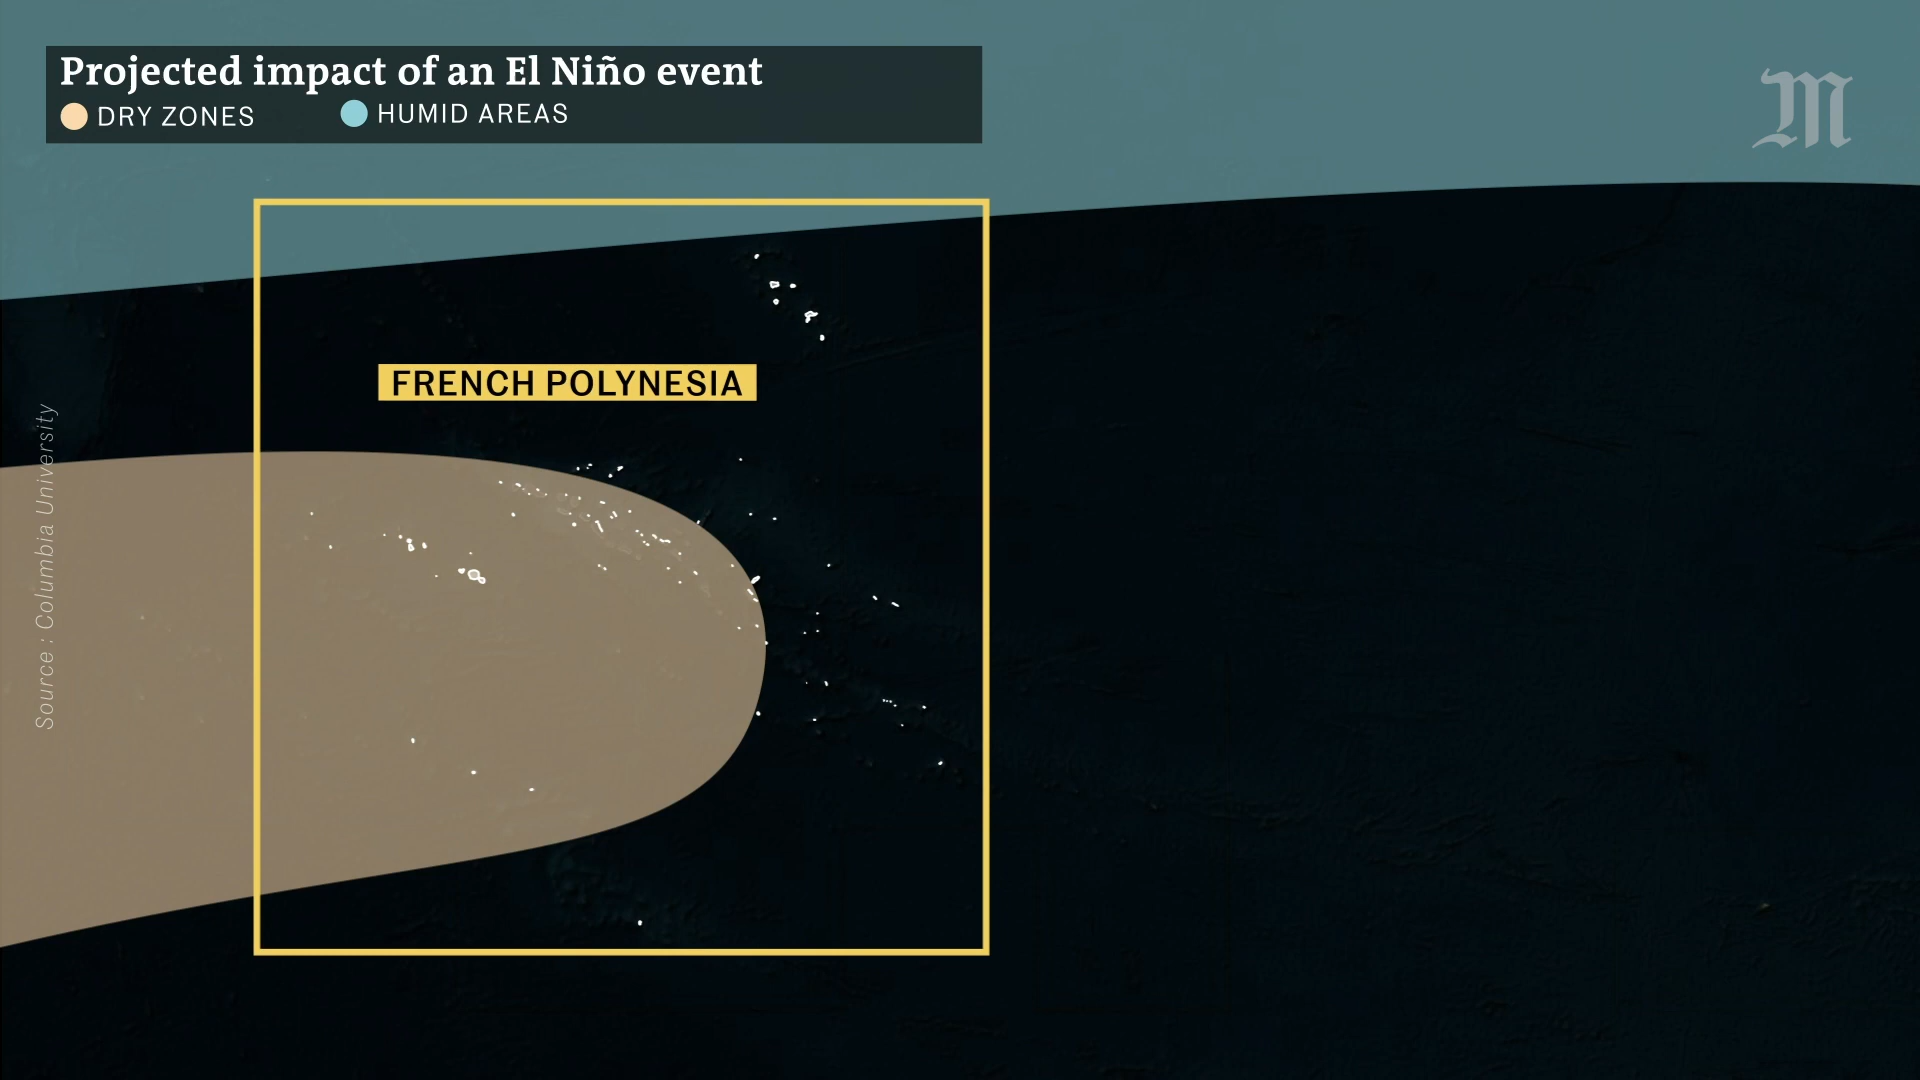 Projected impact of an El Niño event
DRY ZONES
HUMID AREAS
FRENCH POLYNESIA
Source : Columbia University
M